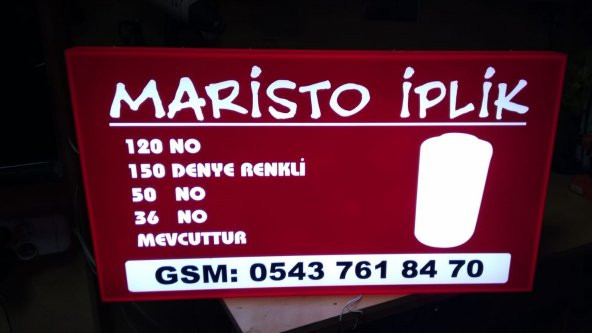 MARİSTO İPLİK
120 NO
150 DENYE RENKLİ
50 NO
36 NO
MEVCUTTUR
GSM: 0543 761 84 70